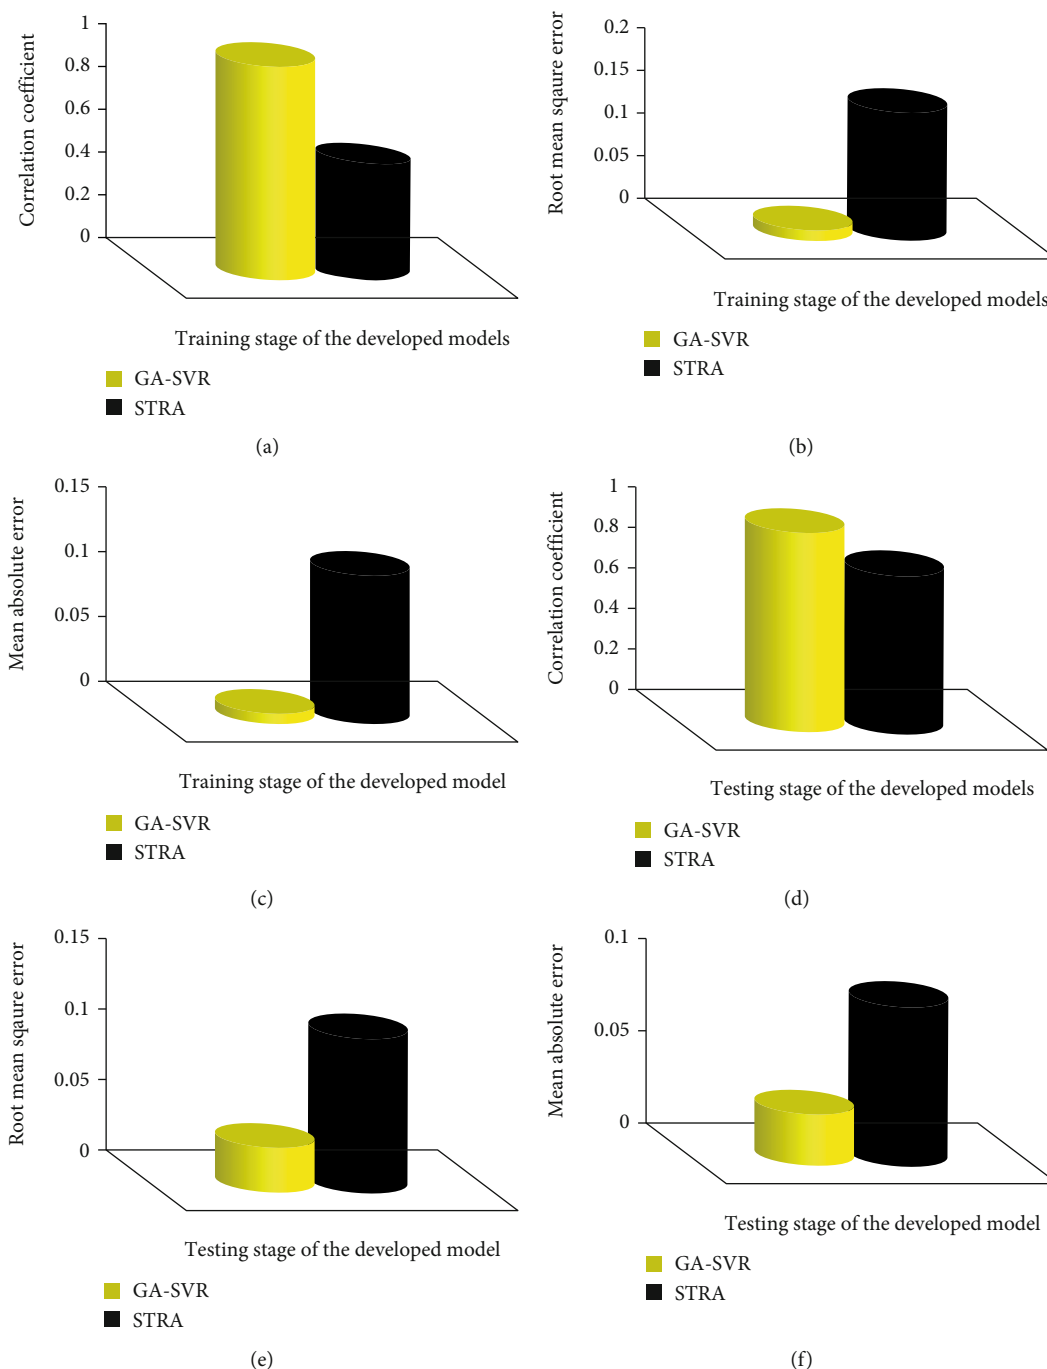 Correlation coefficient
1
0.8
0.6
0.4
0.2
0
Training stage of the developed models
GA-SVR
STRA
(a)
Root mean sqaure error
0.2
0.15
0.1
0.05
0
Training stage of the developed models
GA-SVR
STRA
(b)
Mean absolute error
0.15
0.1
0.05
0
Training stage of the developed model
GA-SVR
STRA
(c)
Correlation coefficient
1
0.8
0.6
0.4
0.2
0
Testing stage of the developed models
GA-SVR
STRA
(d)
Root mean sqaure error
0.15
0.1
0.05
0
Testing stage of the developed model
GA-SVR
STRA
(e)
Mean absolute error
0.1
0.05
0
Testing stage of the developed model
GA-SVR
STRA
(f)